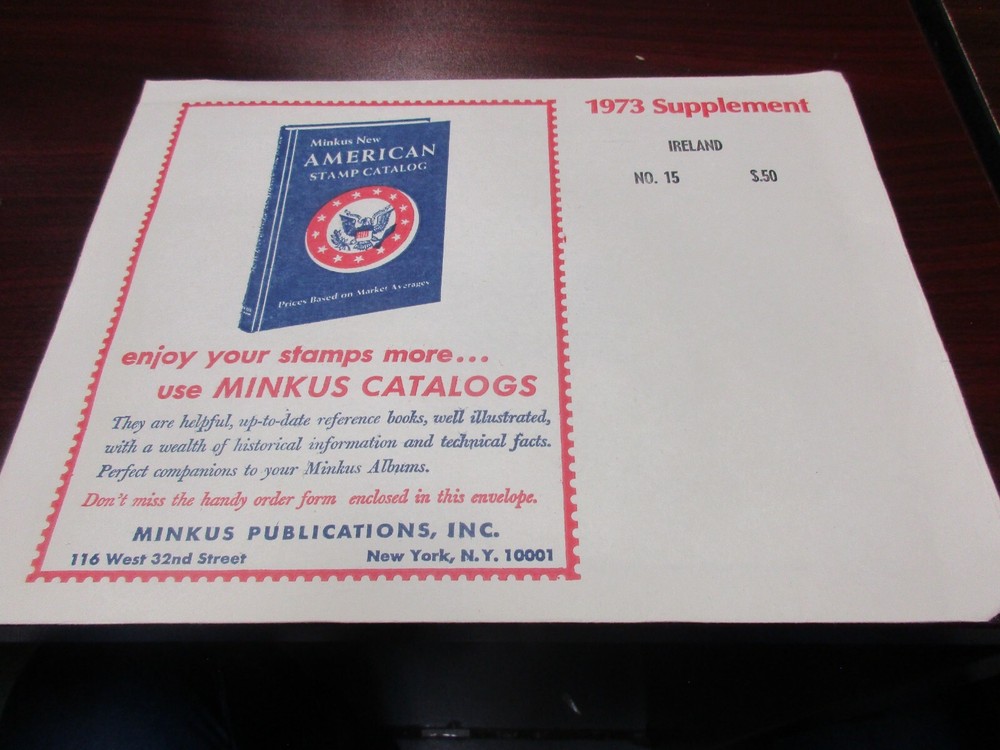 Minkus New
AMERICAN
STAMP CATALOG
Prices Based on Market Averages
enjoy your stamps more...
use MINKUS CATALOGS
They are helpful, up-to-date reference books, well illustrated,
with a wealth of historical information and technical facts.
Perfect companions to your Minkus Albums.
Don't miss the handy order form enclosed in this envelope.
MINKUS PUBLICATIONS, INC.
116 West 32nd Street New York, N.Y. 10001
1973 Supplement
IRELAND
NO. 15 $.50